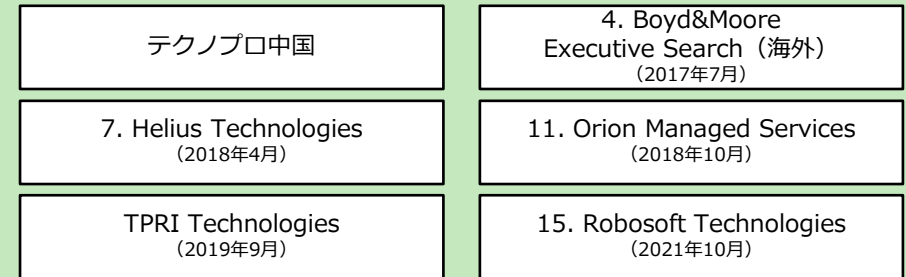 テクノプロ中国
4. Boyd&Moore
Executive Search（海外）
（2017年7月）
7. Helius Technologies
（2018年4月）
11. Orion Managed Services
（2018年10月）
TPRI Technologies
（2019年9月）
15. Robosoft Technologies
（2021年10月）